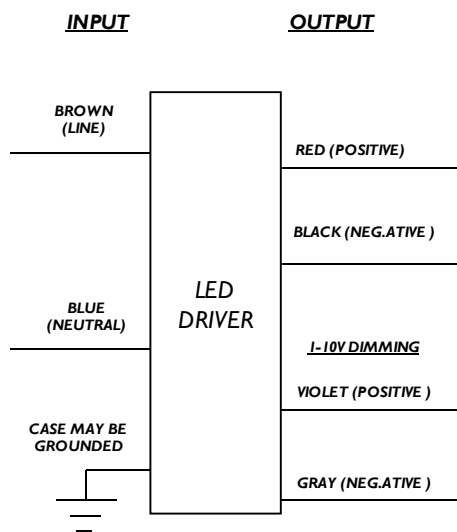 INPUT
OUTPUT
BROWN
(LINE)
RED (POSITIVE)
BLACK (NEG.ATIVE )
LED
DRIVER
BLUE
(NEUTRAL)
1-10V DIMMING
VIOLET (POSITIVE )
CASE MAY BE
GROUNDED
GRAY (NEG.ATIVE )